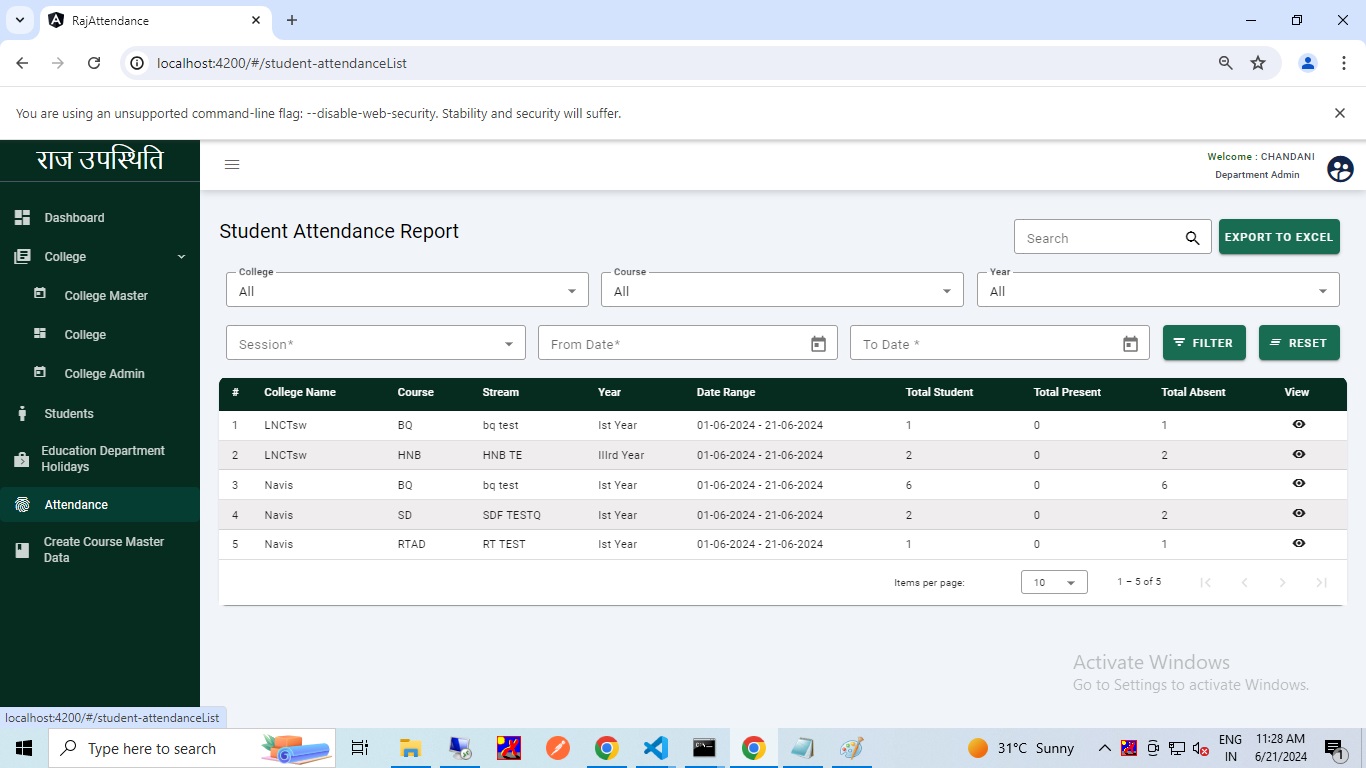 RajAttendance
localhost:4200/#/student-attendanceList
You are using an unsupported command-line flag: --disable-web-security. Stability and security will suffer.
राज उपस्थिति
Welcome : CHANDANI
Department Admin
Dashboard
College
College Master
College
College Admin
Students
Education Department
Holidays
Attendance
Create Course Master
Data
Student Attendance Report
Search
EXPORT TO EXCEL
College
All
Course
All
Year
All
Session*
From Date*
To Date *
FILTER
RESET
# College Name Course Stream Year Date Range Total Student Total Present Total Absent View
1 LNCTsw BQ bq test Ist Year 01-06-2024 - 21-06-2024 1 0 1
2 LNCTsw HNB HNB TE IIIrd Year 01-06-2024 - 21-06-2024 2 0 2
3 Navis BQ bq test Ist Year 01-06-2024 - 21-06-2024 6 0 6
4 Navis SD SDF TESTQ Ist Year 01-06-2024 - 21-06-2024 2 0 2
5 Navis RTAD RT TEST Ist Year 01-06-2024 - 21-06-2024 1 0 1
Items per page: 10 1 – 5 of 5
Activate Windows
Go to Settings to activate Windows.
localhost:4200/#/student-attendanceList
Type here to search
31°C Sunny
ENG
IN
11:28 AM
6/21/2024
1